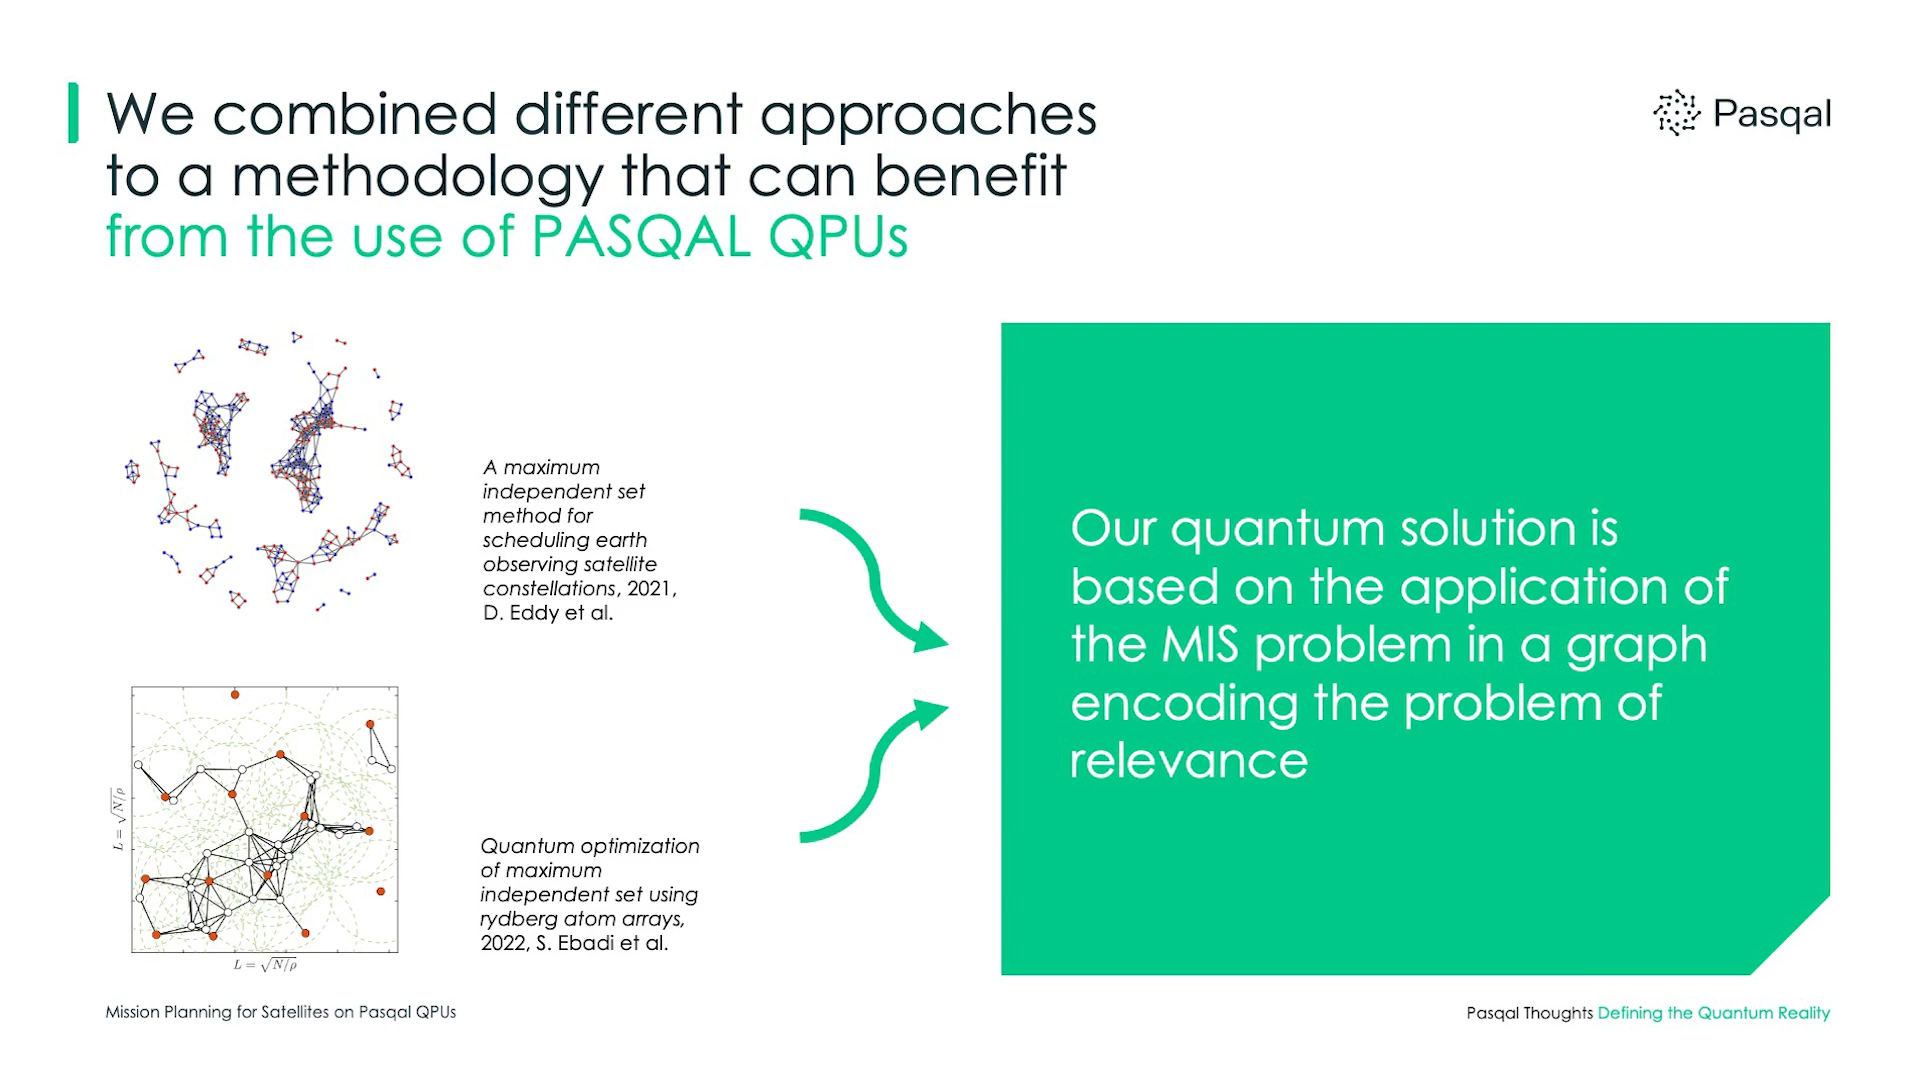 We combined different approaches
to a methodology that can benefit
from the use of PASQAL QPUs
Pasqal
A maximum
independent set
method for
scheduling earth
observing satellite
constellations, 2021,
D. Eddy et al.
Our quantum solution is
based on the application of
the MIS problem in a graph
encoding the problem of
relevance
L = √N/ρ
L = √N/ρ
Quantum optimization
of maximum
independent set using
rydberg atom arrays,
2022, S. Ebadi et al.
Mission Planning for Satellites on Pasqal QPUs
Pasqal Thoughts Defining the Quantum Reality